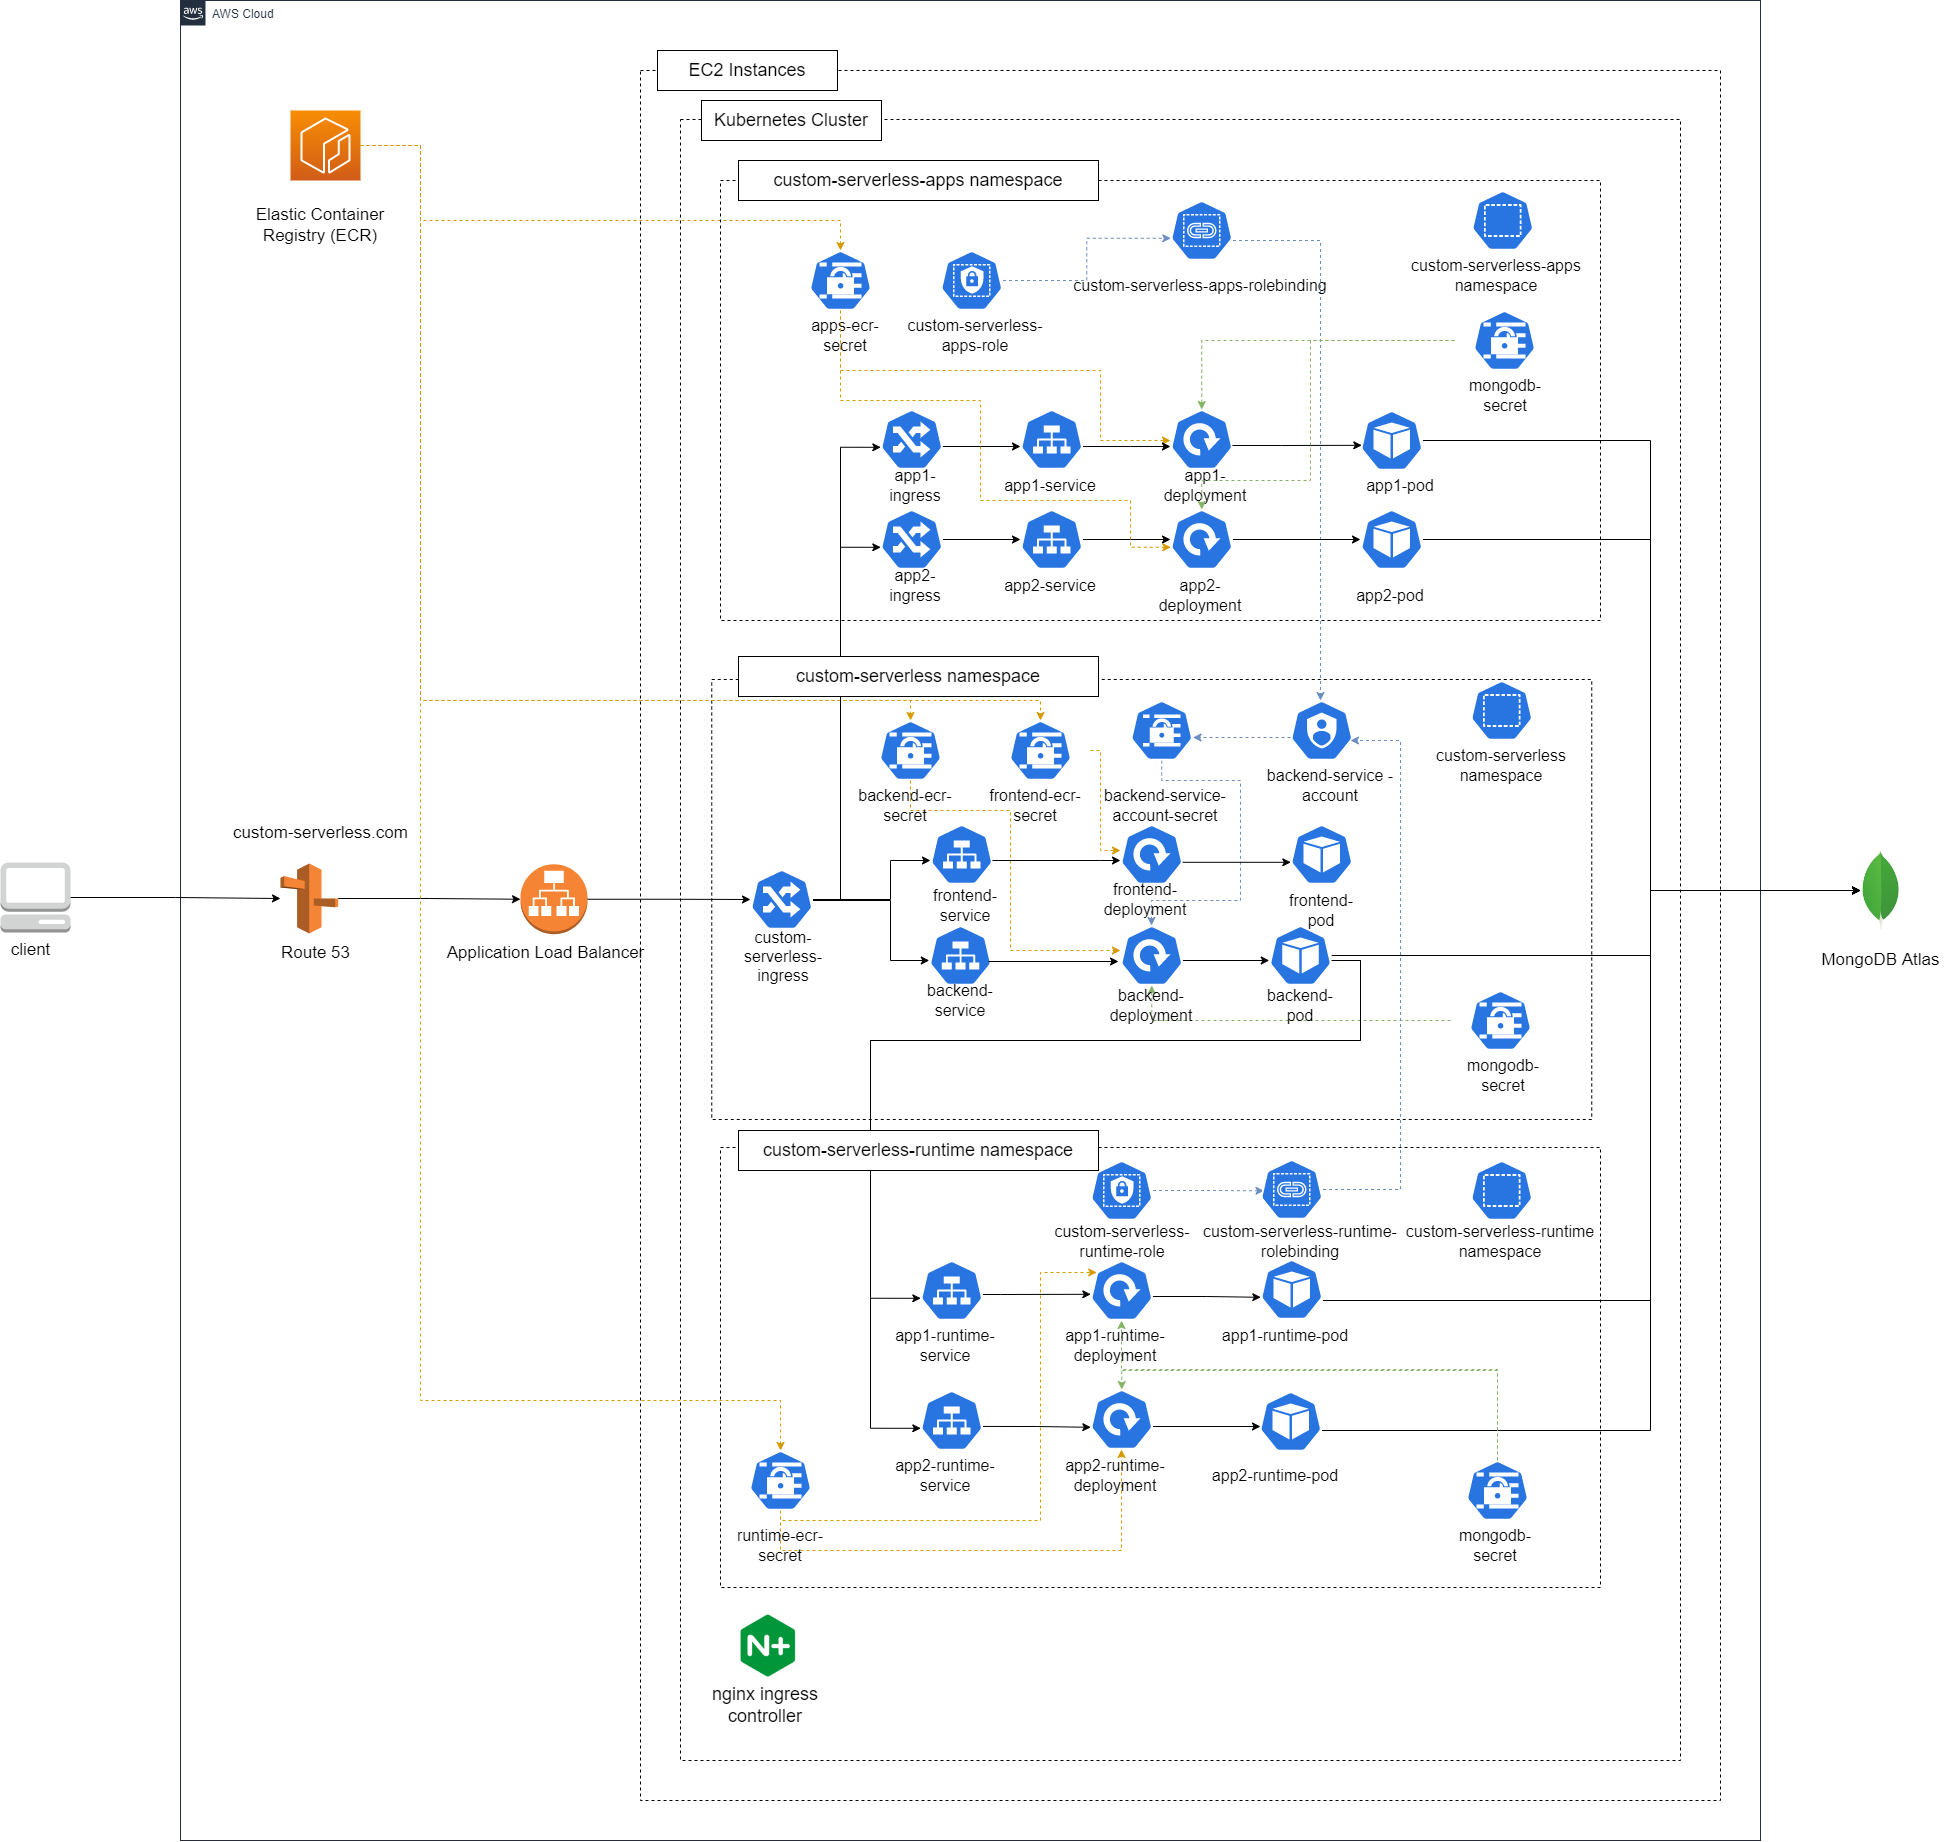 aws
AWS Cloud
EC2 Instances
Kubernetes Cluster
custom-serverless-apps namespace
Elastic Container
Registry (ECR)
custom-serverless-apps-rolebinding
custom-serverless-apps
namespace
apps-ecr-
secret
custom-serverless-
apps-role
mongodb-
secret
app1-
ingress
app1-service
app1-
deployment
app1-pod
app2-
ingress
app2-service
app2-
deployment
app2-pod
custom-serverless namespace
backend-ecr-
secret
frontend-ecr-
secret
backend-service-
account-secret
backend-service -
account
custom-serverless
namespace
client
custom-serverless.com
Route 53
Application Load Balancer
custom-
serverless-
ingress
frontend-
service
frontend-
deployment
frontend-
pod
backend-
service
backend-
deployment
backend-
pod
mongodb-
secret
MongoDB Atlas
custom-serverless-runtime namespace
custom-serverless-
runtime-role
custom-serverless-runtime-
rolebinding
custom-serverless-runtime
namespace
app1-runtime-
service
app1-runtime-
deployment
app1-runtime-pod
app2-runtime-
service
app2-runtime-
deployment
app2-runtime-pod
runtime-ecr-
secret
mongodb-
secret
N+
nginx ingress
controller